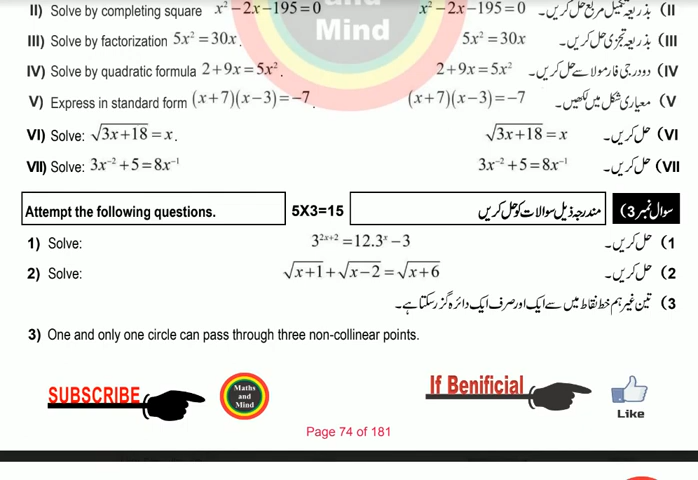 II) Solve by completing square x² − 2x − 195 = 0 x² − 2x − 195 = 0 بذریعہ تکمیل مربع حل کریں۔ (II
and
Mind
III) Solve by factorization 5x² = 30x. 5x² = 30x بذریعہ تجزی حل کریں۔ (III
IV) Solve by quadratic formula 2 + 9x = 5x². 2 + 9x = 5x² دو درجی فارمولا سے حل کریں۔ (IV
V) Express in standard form (x+7)(x−3) = −7. (x+7)(x−3) = −7 معیاری شکل میں لکھیں۔ (V
VI) Solve: √(3x+18) = x. √(3x+18) = x حل کریں۔ (VI
VII) Solve: 3x⁻² + 5 = 8x⁻¹ 3x⁻² + 5 = 8x⁻¹ حل کریں۔ (VII
Attempt the following questions. 5X3=15 مندرجہ ذیل سوالات کو حل کریں سوال نمبر 3)
1) Solve: 3²ˣ⁺² = 12.3ˣ − 3 حل کریں۔ (1
2) Solve: √(x+1) + √(x−2) = √(x+6) حل کریں۔ (2
3) تین غیر ہم خط نقاط میں سے ایک اور صرف ایک دائرہ گزر سکتا ہے۔
3) One and only one circle can pass through three non-collinear points.
SUBSCRIBE
Maths
and
Mind
If Benificial
Like
Page 74 of 181